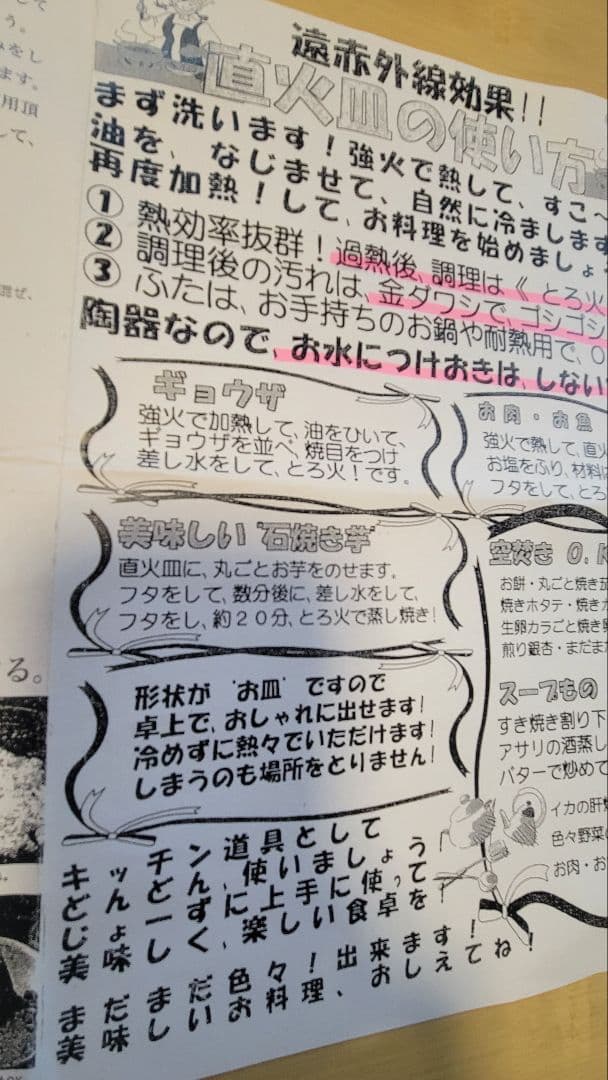 う。
をし
ます。
用頂
て、
混ぜ、
る。
遠赤外線効果!!
直火皿の使い方
まず洗います!強火で熱して、すこ〜
油を、なじませて、自然に冷まします
再度加熱!して、お料理を始めましょ
① 熱効率抜群!過熱後、調理は《とろ火
② 調理後の汚れは、金ダワシで、ゴシゴシ
③ ふたは、お手持ちのお鍋や耐熱用で、O
陶器なので、お水につけおきは、しない
ギョウザ
強火で加熱して、油をひいて、
ギョウザを並べ、焼目をつけ
差し水をして、とろ火!です。
お肉・お魚
強火で熱して、直火
お塩をふり、材料に
フタをして、とろ
美味しい"石焼き芋"
直火皿に、丸ごとお芋をのせます。
フタをして、数分後に、差し水をして、
フタをし、約20分、とろ火で蒸し焼き!
空焚き O.K
お餅・丸ごと焼き茄
焼きホタテ・焼きオ
生卵カラごと焼き
煎り銀杏・まだまだ
形状が"お皿"ですので
卓上で、おしゃれに出せます!
冷めずに熱々でいただけます!
しまうのも場所をとりません!
スープもの
すき焼き割り下
アサリの酒蒸し
バターで炒めて
イカの肝
色々野菜
お肉・お
キッチン道具として
どんどん、使いましょう
じょーずに上手に使って
美味しく、楽しい食卓を!
まだまだ色々!出来ます!
美味しいお料理、おしえてね!